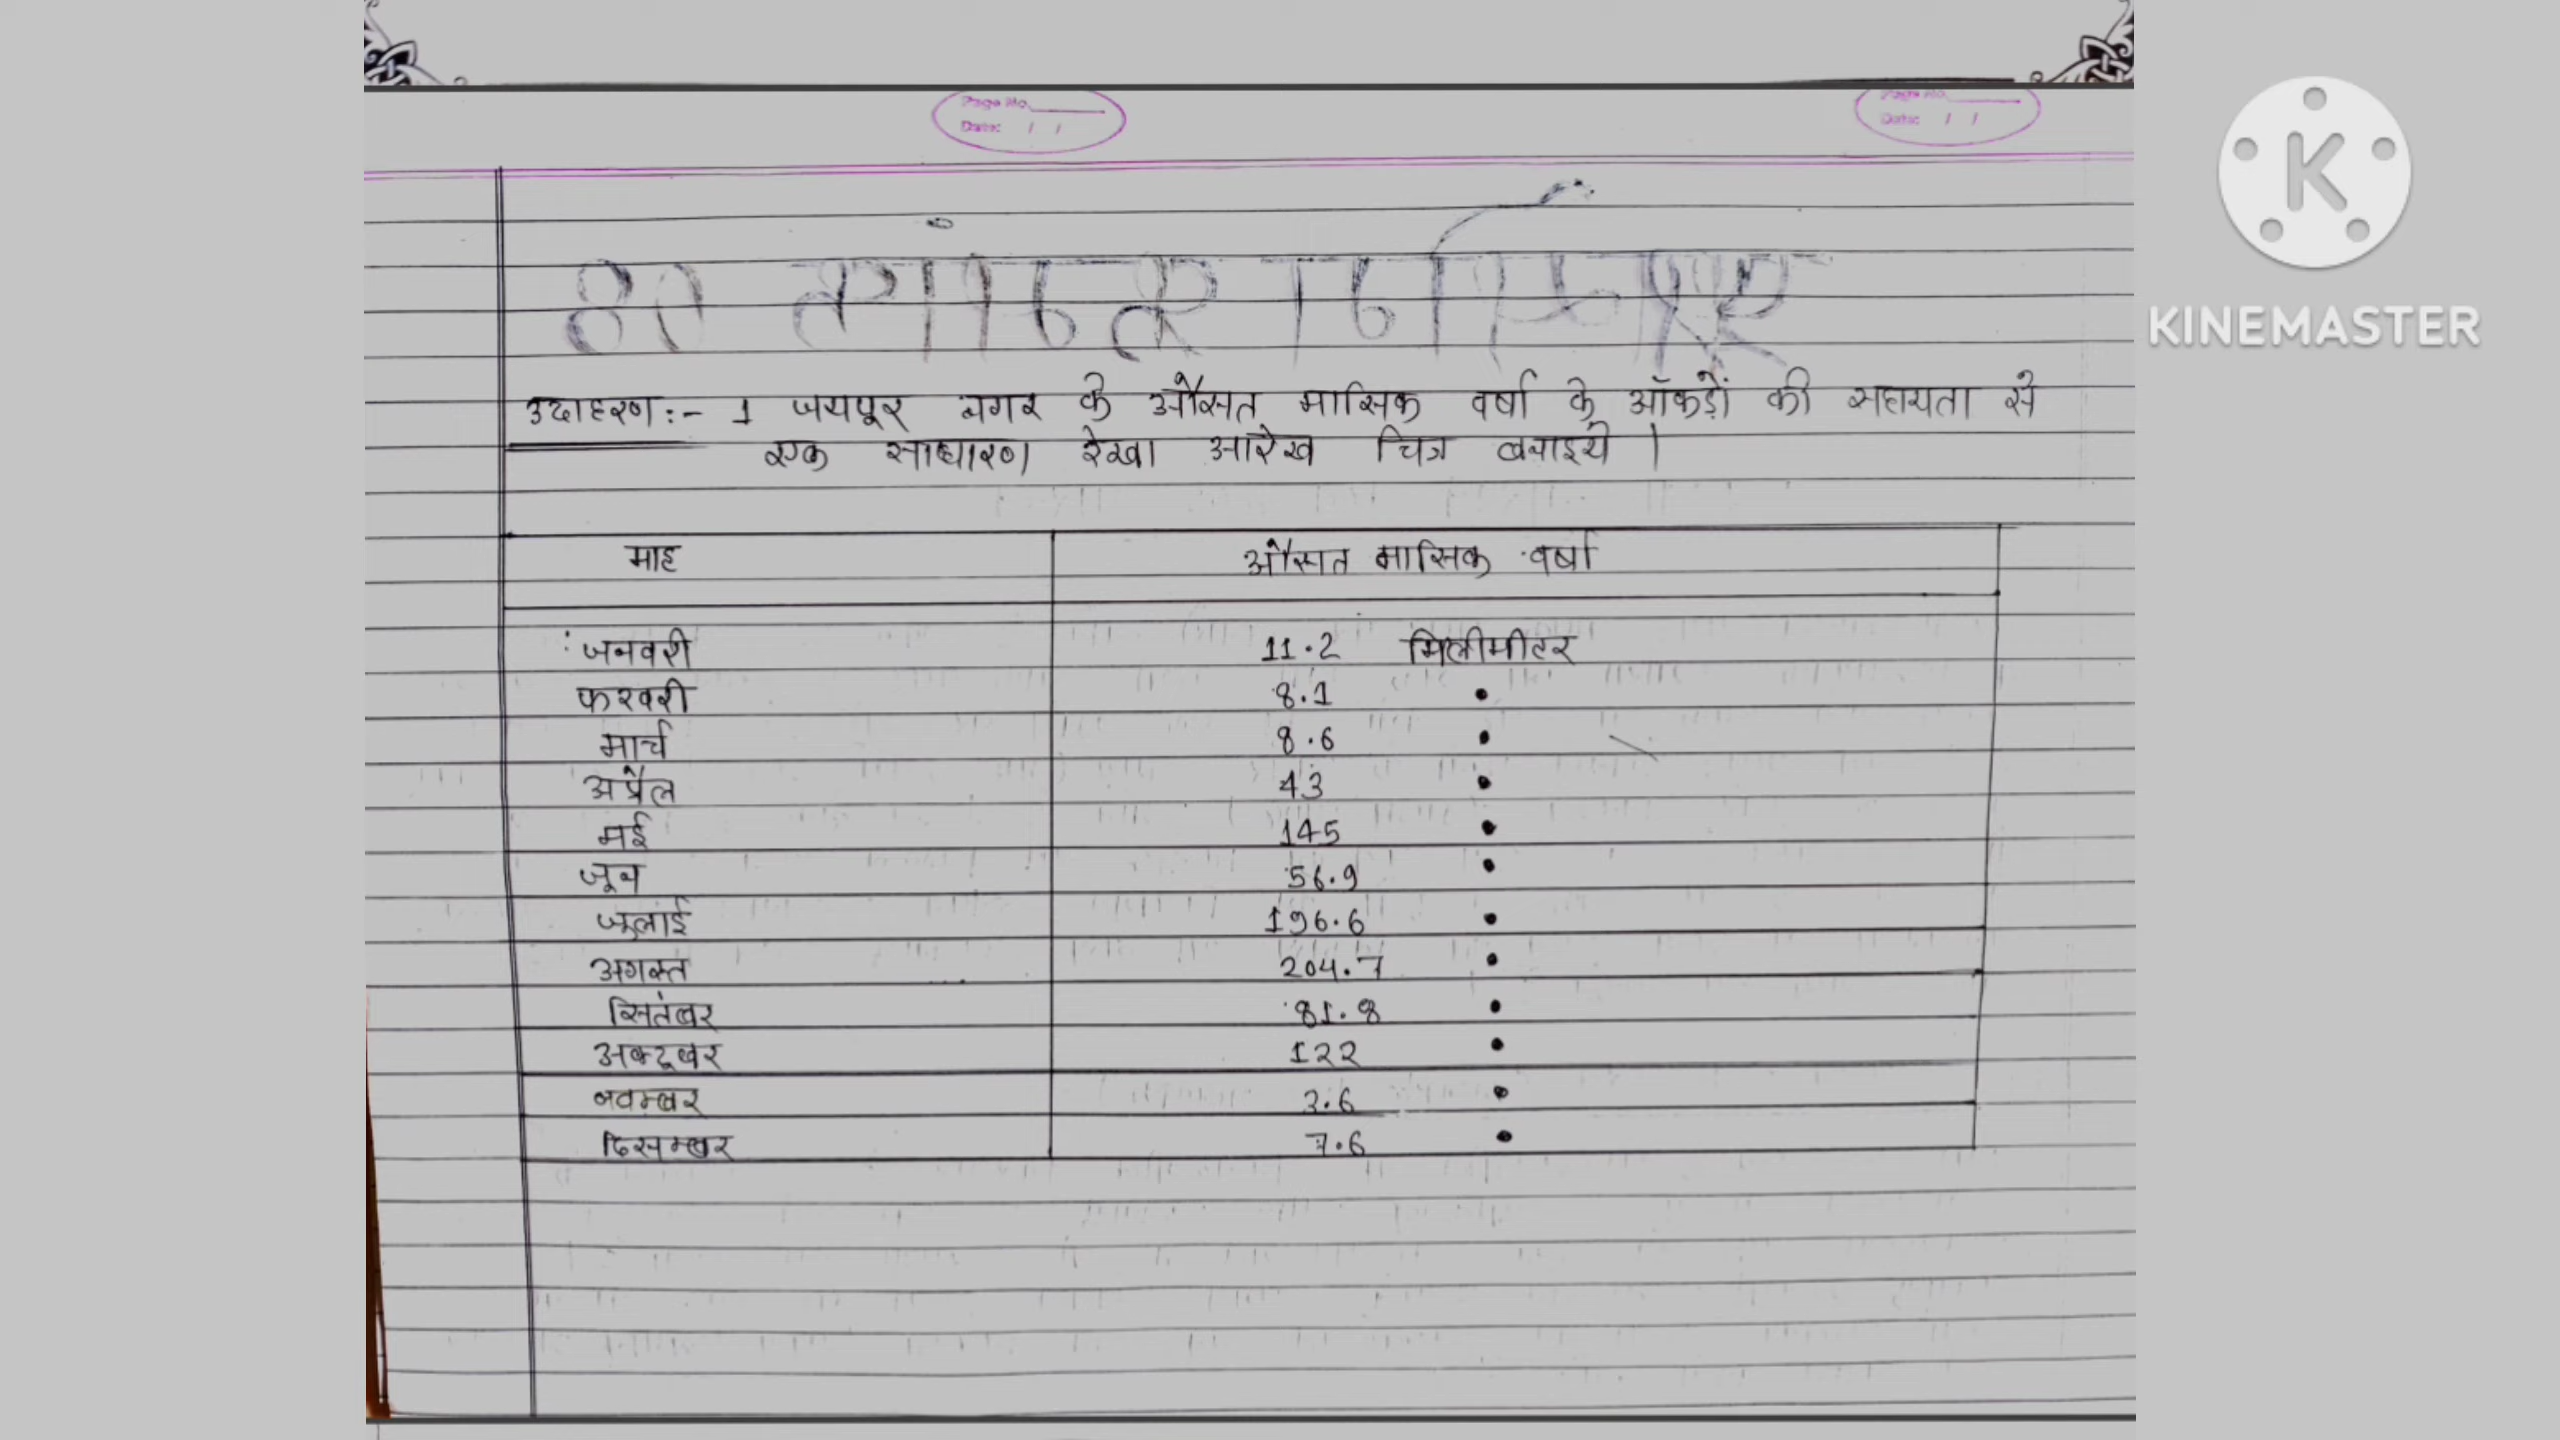 Page No.
Date: / /
Page No.
Date: / /
KINEMASTER
उदाहरण :- 1 जयपूर नगर के औसत मासिक वर्षा के आँकड़ों की सहायता से
एक साधारण रेखा आरेख चित्र बनाइये ।
माह औसत मासिक वर्षा
जनवरी 11.2 मिलीमीटर
फरवरी 8.1 •
मार्च 8.6 •
अप्रैल 43 •
मई 145 •
जून 56.9 •
जूलाई 196.6 •
अगस्त 204.7 •
सितंबर 81.8 •
अक्टूबर 122 •
नवम्बर 3.6 •
दिसम्बर 7.6 •